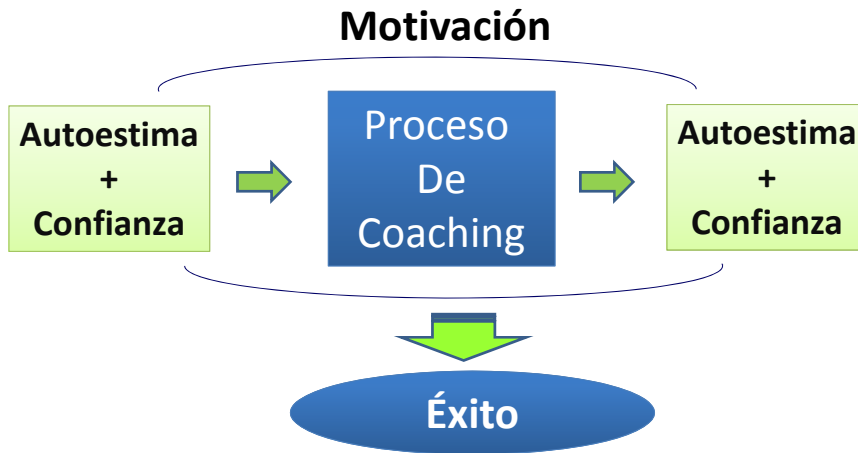 Motivación
Autoestima
+
Confianza
Proceso
De
Coaching
Autoestima
+
Confianza
Éxito